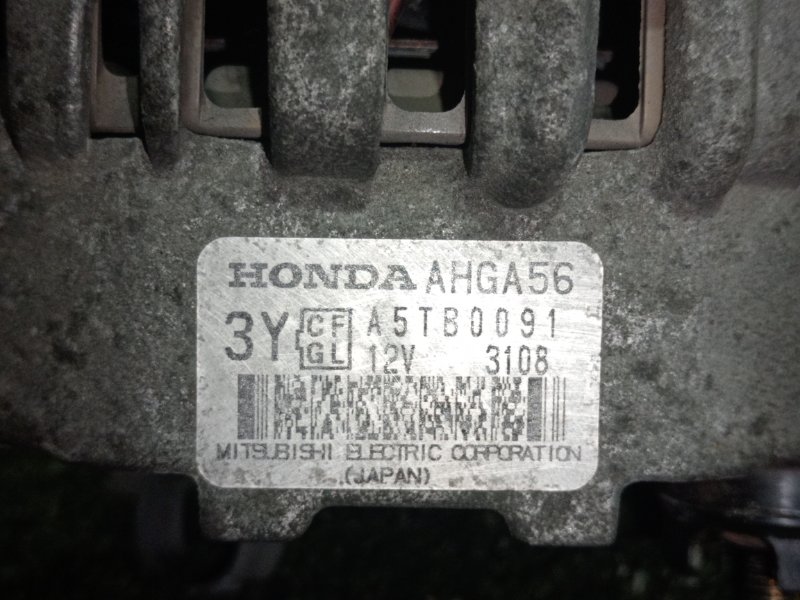 HONDA AHGA56
3Y CF A5TB0091
GL 12V 3108
MITSUBISHI ELECTRIC CORPORATION
(JAPAN)